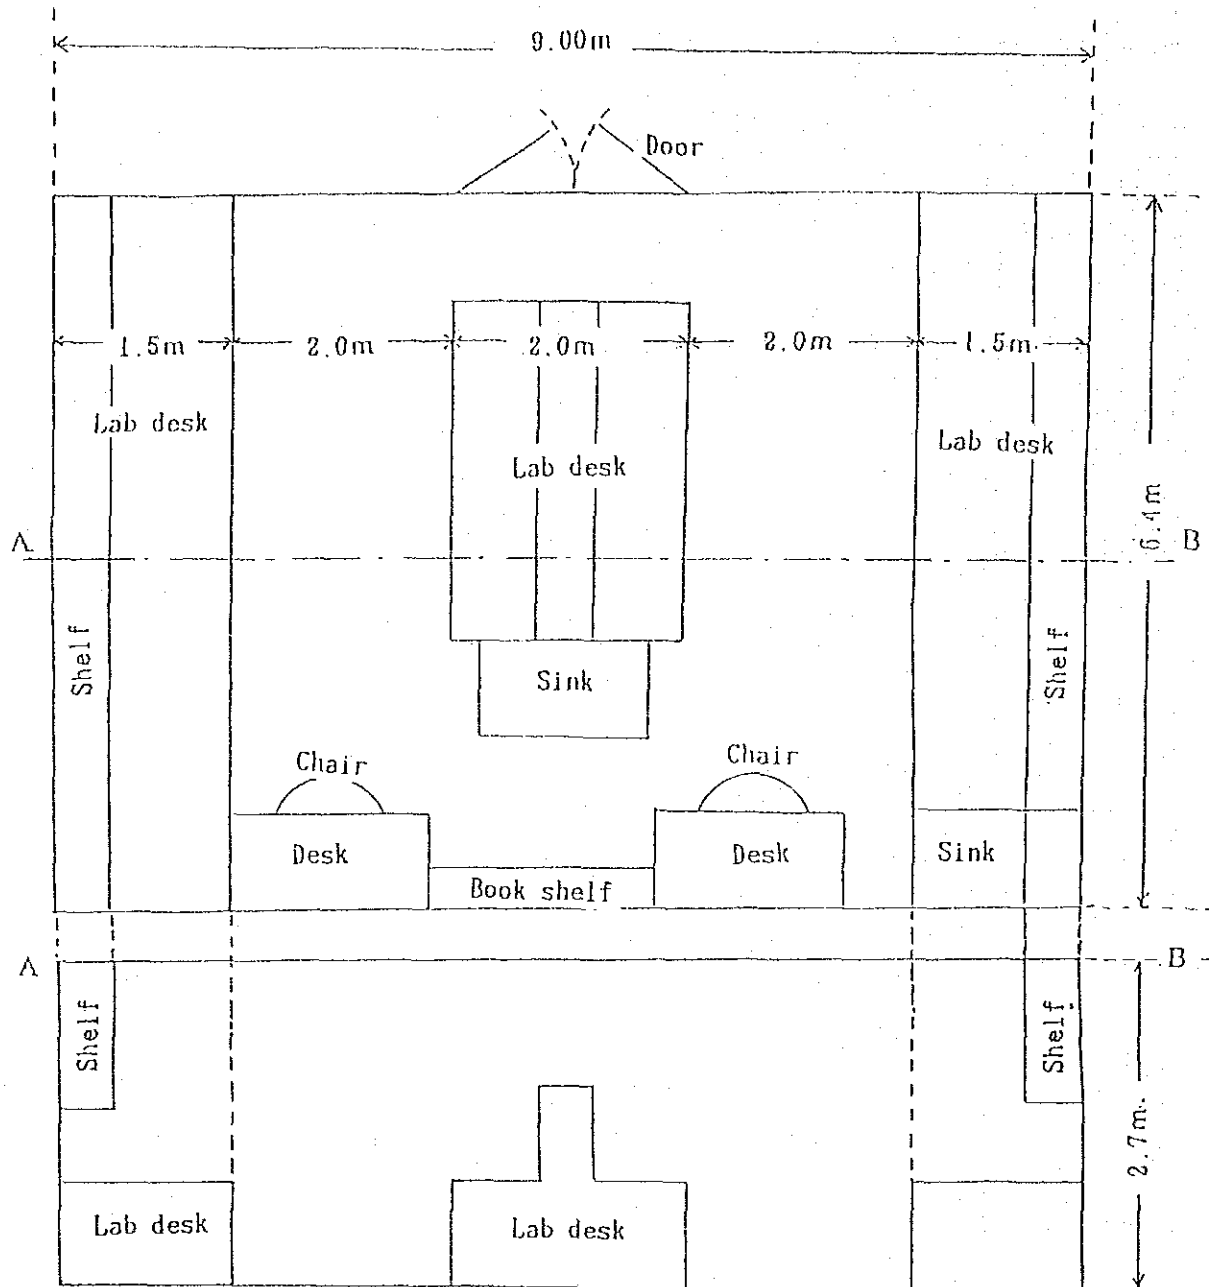 9.00m
Door
1.5m
2.0m
2.0m
2.0m
1.5m
Lab desk
Lab desk
Lab desk
6.4m
A
B
Shelf
Shelf
Sink
Chair
Chair
Desk
Desk
Sink
Book shelf
A
B
Shelf
Shelf
2.7m
Lab desk
Lab desk